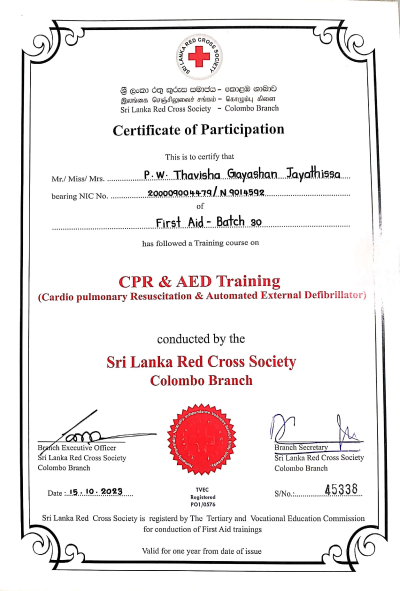 SRI LANKA RED CROSS SOCIETY
ශ්‍රී ලංකා රතු කුරුස සමාජය - කොළඹ ශාඛාව
இலங்கை செஞ்சிலுவைச் சங்கம் - கொழும்பு கிளை
Sri Lanka Red Cross Society - Colombo Branch
Certificate of Participation
This is to certify that
Mr./ Miss/ Mrs. P. W. Thavisha Gayashan Jayathissa
bearing NIC No. 200009004479/N 9014592
of
First Aid - Batch 30
has followed a Training course on
CPR & AED Training
(Cardio pulmonary Resuscitation & Automated External Defibrillator)
conducted by the
Sri Lanka Red Cross Society
Colombo Branch
Branch Executive Officer
Sri Lanka Red Cross Society
Colombo Branch
Branch Secretary
Sri Lanka Red Cross Society
Colombo Branch
Date : 15. 10. 2023
TVEC
Registered
PO1/0576
S/No.: 45338
Sri Lanka Red Cross Society is registerd by The Tertiary and Vocational Education Commission
for conduction of First Aid trainings
Valid for one year from date of issue